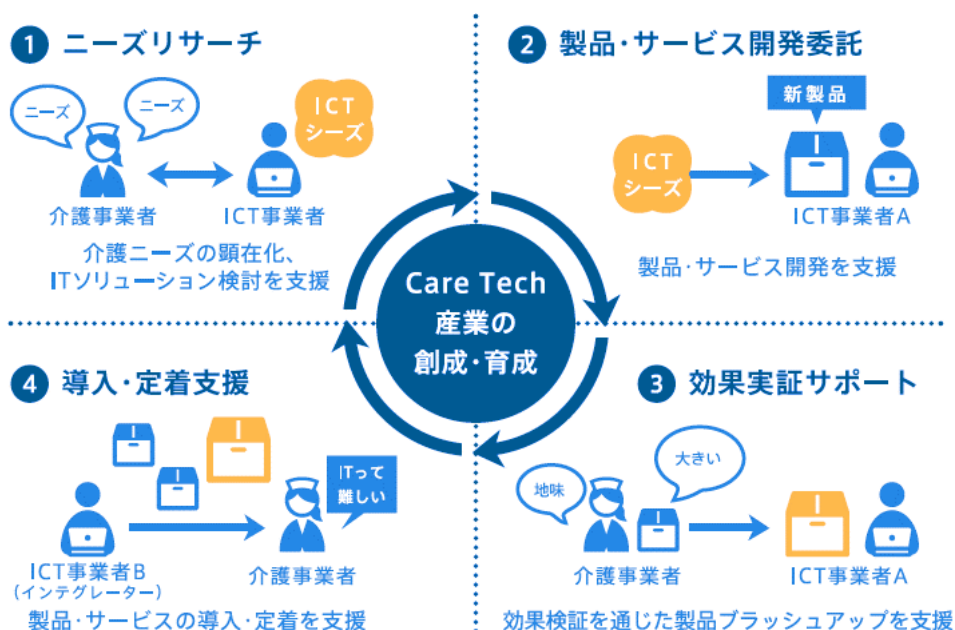 1 ニーズリサーチ
ニーズ
ニーズ
ICT
シーズ
介護事業者
ICT事業者
介護ニーズの顕在化、
ITソリューション検討を支援
2 製品・サービス開発委託
新製品
ICT
シーズ
ICT事業者A
製品・サービス開発を支援
Care Tech
産業の
創成・育成
3 効果実証サポート
地味
大きい
介護事業者
ICT事業者A
効果検証を通じた製品ブラッシュアップを支援
4 導入・定着支援
ITって
難しい
ICT事業者B
(インテグレーター)
介護事業者
製品・サービスの導入・定着を支援